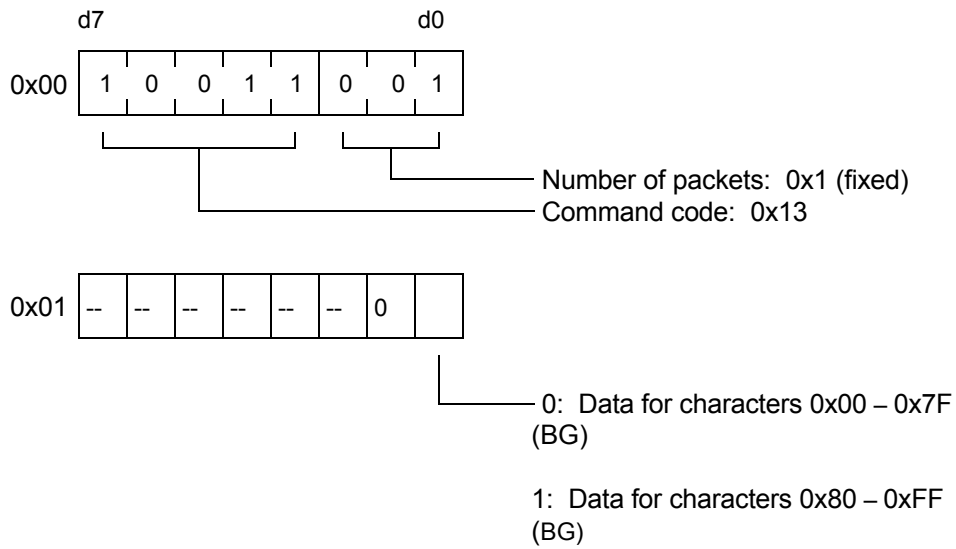 d7 d0
0x00 1 0 0 1 1 0 0 1
Number of packets: 0x1 (fixed)
Command code: 0x13
0x01 -- -- -- -- -- -- 0
0: Data for characters 0x00 – 0x7F
(BG)
1: Data for characters 0x80 – 0xFF
(BG)